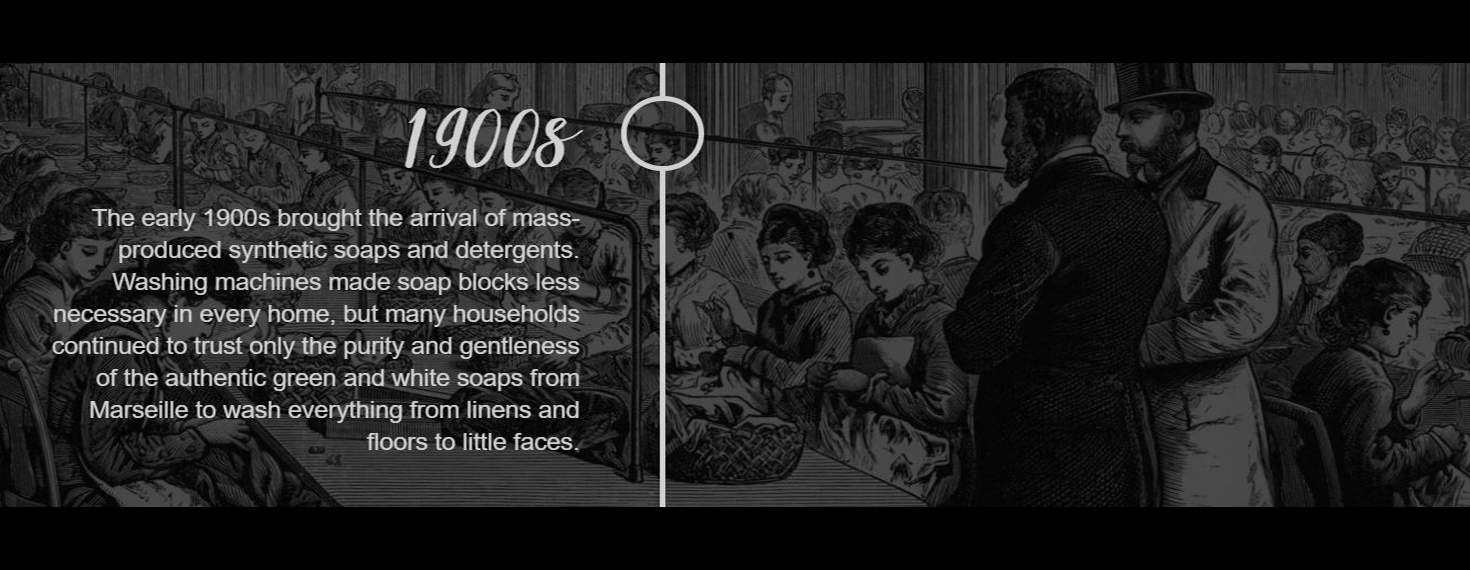 1900s
The early 1900s brought the arrival of mass-
produced synthetic soaps and detergents.
Washing machines made soap blocks less
necessary in every home, but many households
continued to trust only the purity and gentleness
of the authentic green and white soaps from
Marseille to wash everything from linens and
floors to little faces.